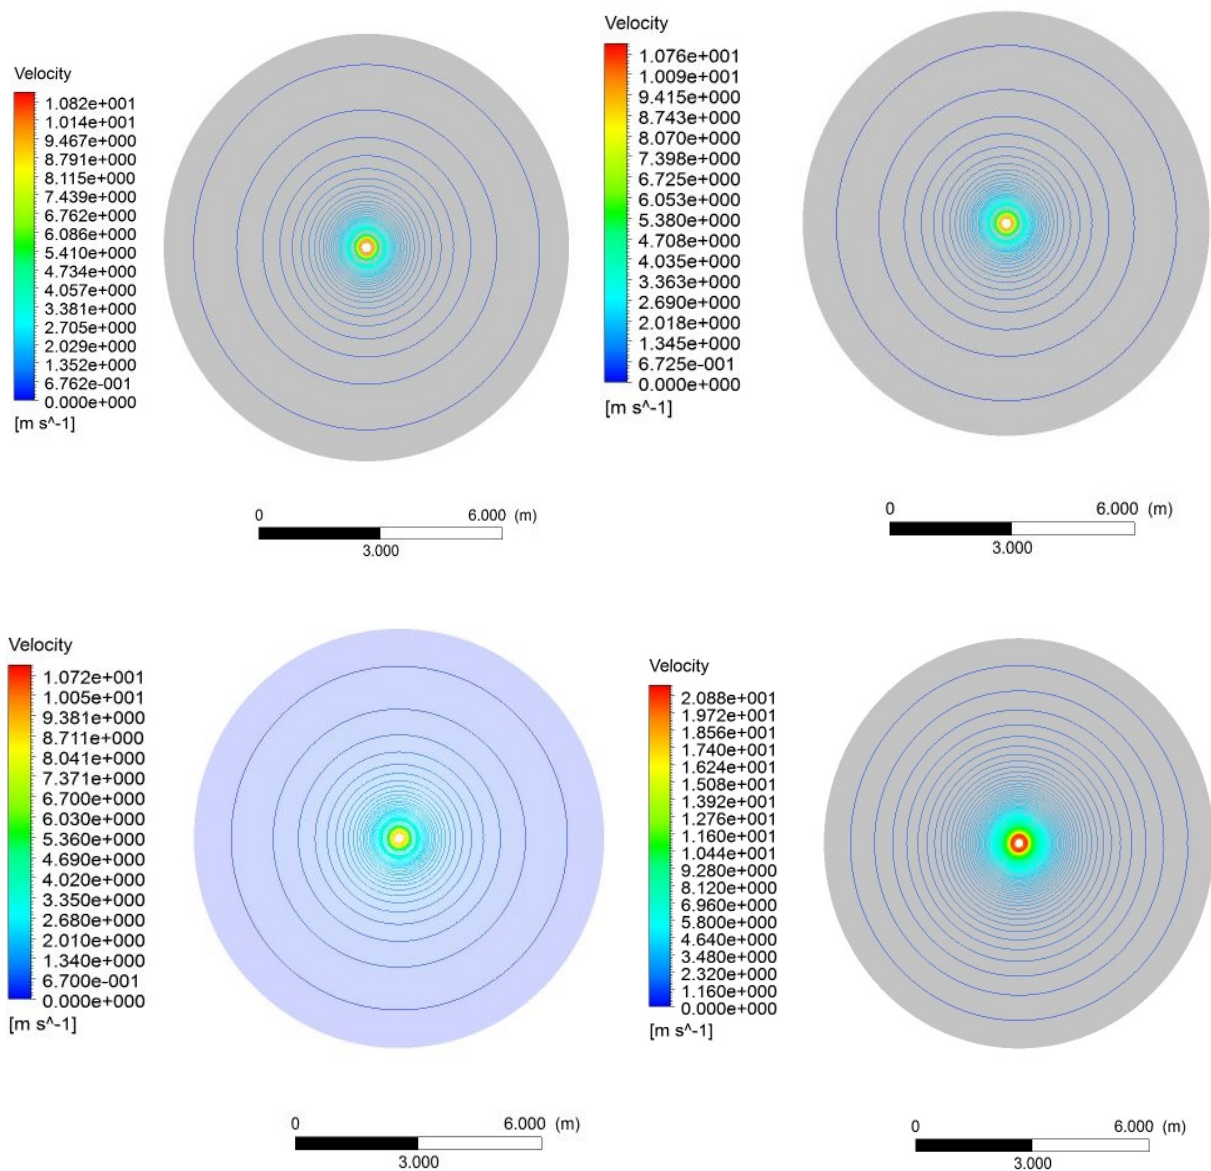 Velocity
1.082e+001
1.014e+001
9.467e+000
8.791e+000
8.115e+000
7.439e+000
6.762e+000
6.086e+000
5.410e+000
4.734e+000
4.057e+000
3.381e+000
2.705e+000
2.029e+000
1.352e+000
6.762e-001
0.000e+000
[m s^-1]
0 6.000 (m)
3.000
Velocity
1.076e+001
1.009e+001
9.415e+000
8.743e+000
8.070e+000
7.398e+000
6.725e+000
6.053e+000
5.380e+000
4.708e+000
4.035e+000
3.363e+000
2.690e+000
2.018e+000
1.345e+000
6.725e-001
0.000e+000
[m s^-1]
0 6.000 (m)
3.000
Velocity
1.072e+001
1.005e+001
9.381e+000
8.711e+000
8.041e+000
7.371e+000
6.700e+000
6.030e+000
5.360e+000
4.690e+000
4.020e+000
3.350e+000
2.680e+000
2.010e+000
1.340e+000
6.700e-001
0.000e+000
[m s^-1]
0 6.000 (m)
3.000
Velocity
2.088e+001
1.972e+001
1.856e+001
1.740e+001
1.624e+001
1.508e+001
1.392e+001
1.276e+001
1.160e+001
1.044e+001
9.280e+000
8.120e+000
6.960e+000
5.800e+000
4.640e+000
3.480e+000
2.320e+000
1.160e+000
0.000e+000
[m s^-1]
0 6.000 (m)
3.000